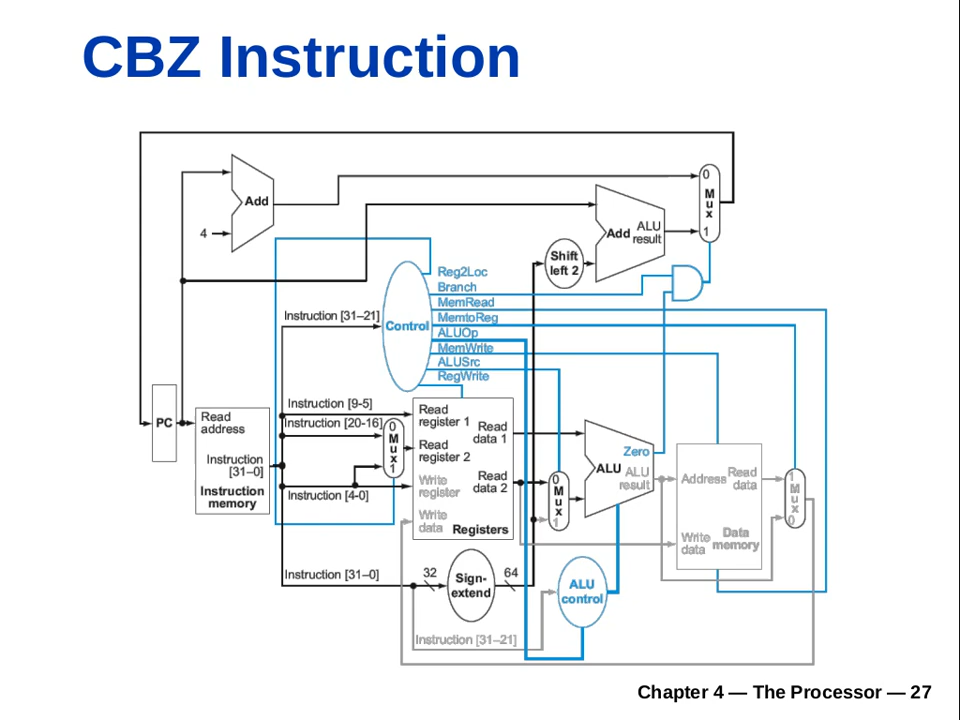 CBZ Instruction
0
M
u
x
1
Add
4
Add ALU
result
Shift
left 2
Reg2Loc
Branch
MemRead
MemtoReg
ALUOp
MemWrite
ALUSrc
RegWrite
Instruction [31–21]
Control
PC
Read
address
Instruction
[31–0]
Instruction
memory
Instruction [9-5]
Instruction [20-16]
Instruction [4-0]
0
M
u
x
1
Read
register 1
Read
data 1
Read
register 2
Write
register
Read
data 2
Write
data
Registers
0
M
u
x
1
Zero
ALU ALU
result
Address
Read
data
Write
data
Data
memory
1
M
u
x
0
Instruction [31–0]
32
Sign-
extend
64
ALU
control
Instruction [31–21]
Chapter 4 — The Processor — 27